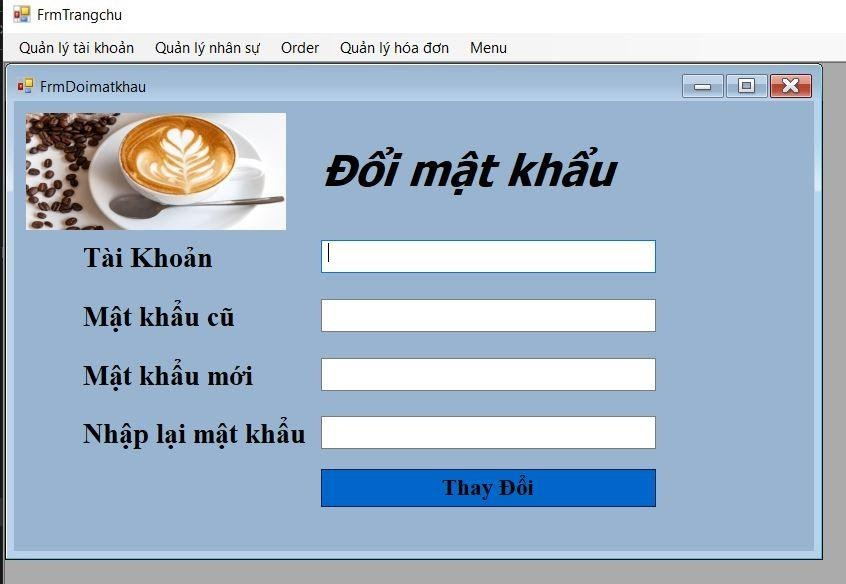 FrmTrangchu
Quản lý tài khoản Quản lý nhân sự Order Quản lý hóa đơn Menu
FrmDoimatkhau
Đổi mật khẩu
Tài Khoản
Mật khẩu cũ
Mật khẩu mới
Nhập lại mật khẩu
Thay Đổi